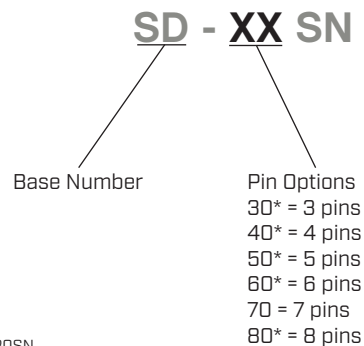 SD - XX SN
Base Number
Pin Options
30* = 3 pins
40* = 4 pins
50* = 5 pins
60* = 6 pins
70 = 7 pins
80* = 8 pins